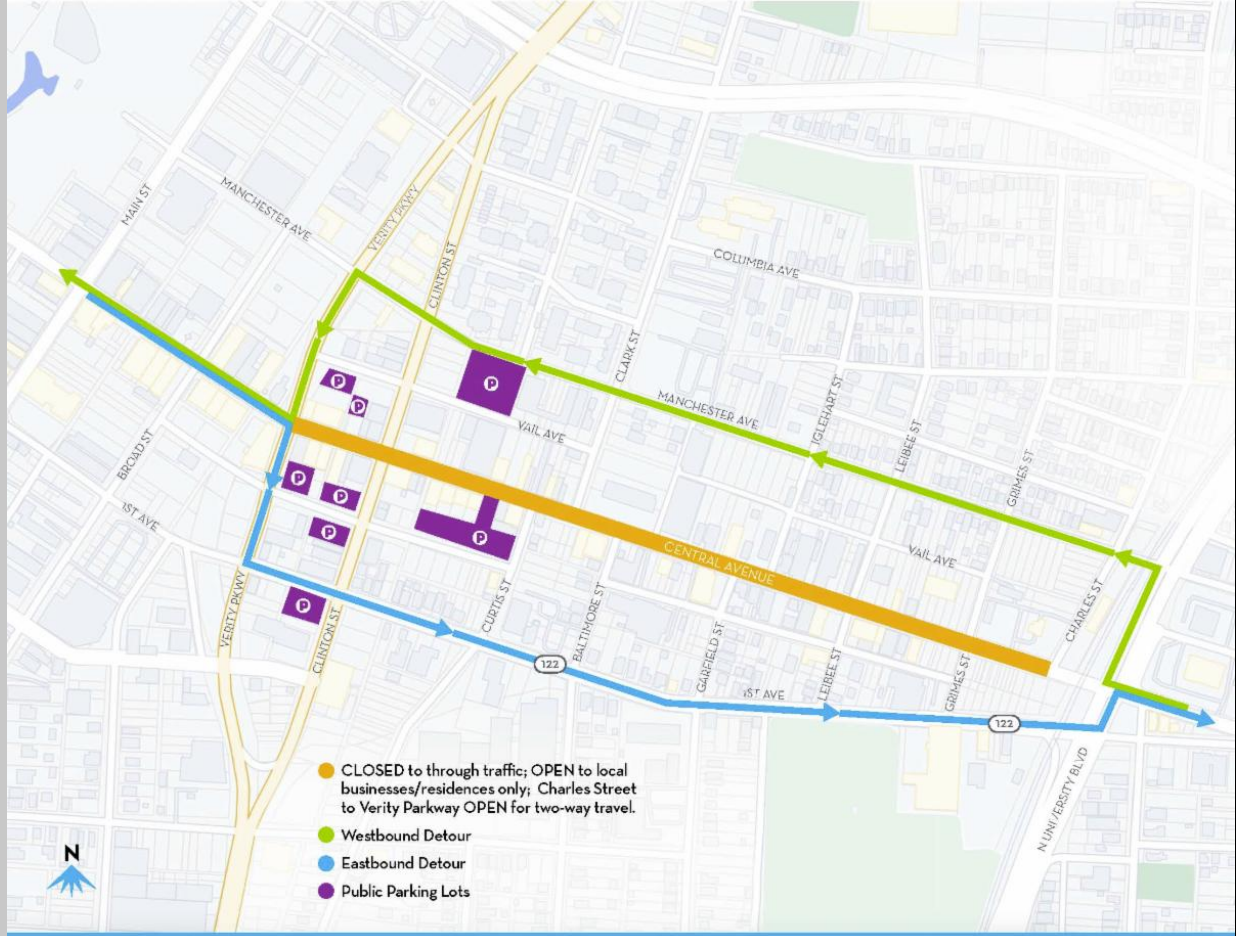 MAIN ST
MANCHESTER AVE
VERITY PKWY
CLINTON ST
COLUMBIA AVE
CLARK ST
P
P
P
MANCHESTER AVE
IGLEHART ST
VAIL AVE
LEIBEE ST
BROAD ST
GRIMES ST
P
P
1ST AVE
P
P
CENTRAL AVENUE
VAIL AVE
CHARLES ST
VERITY PKWY
P
CLINTON ST
CURTIS ST
BALTIMORE ST
122
GARFIELD ST
LEIBEE ST
GRIMES ST
1ST AVE
122
N UNIVERSITY BLVD
CLOSED to through traffic; OPEN to local
businesses/residences only; Charles Street
to Verity Parkway OPEN for two-way travel.
Westbound Detour
Eastbound Detour
Public Parking Lots
N